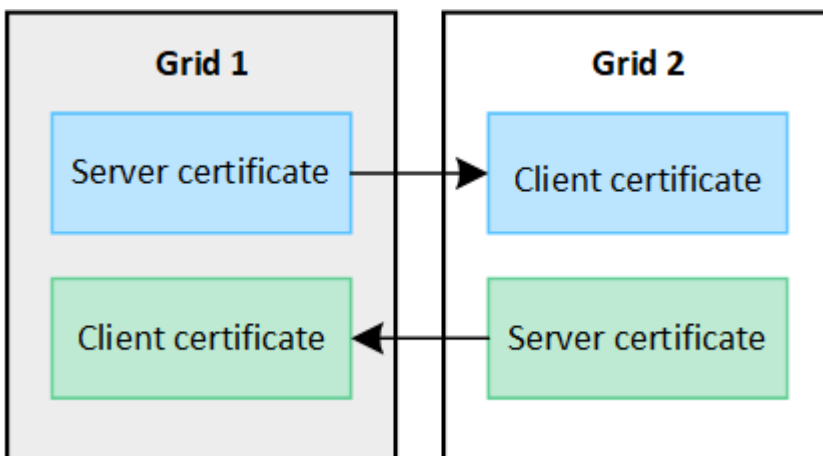 Grid 1
Grid 2
Server certificate
Client certificate
Client certificate
Server certificate